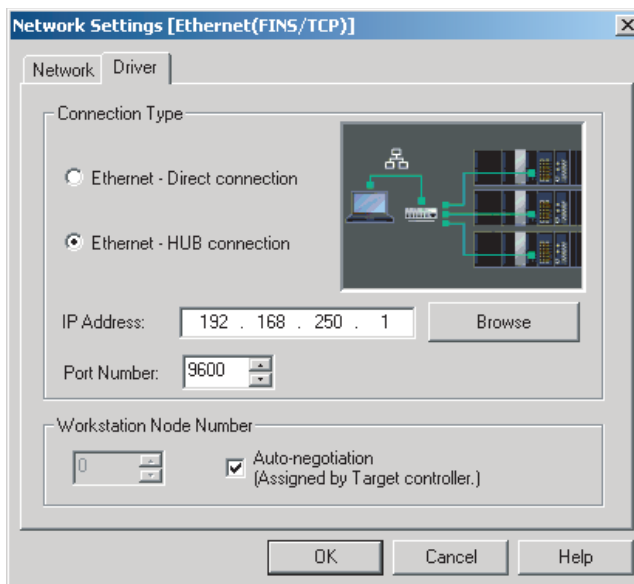 Network Settings [Ethernet(FINS/TCP)]
Network
Driver
Connection Type
Ethernet - Direct connection
Ethernet - HUB connection
IP Address:
192 . 168 . 250 . 1
Browse
Port Number:
9600
Workstation Node Number
0
Auto-negotiation
(Assigned by Target controller.)
OK
Cancel
Help